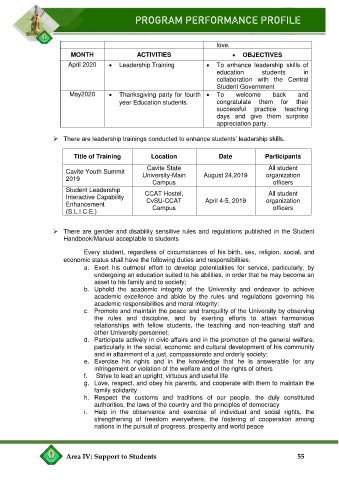 PROGRAM PERFORMANCE PROFILE
love.
MONTH ACTIVITIES • OBJECTIVES
April 2020 • Leadership Training • To enhance leadership skills of
education students in
collaboration with the Central
Student Government
May2020 • Thanksgiving party for fourth • To welcome back and
year Education students. congratulate them for their
successful practice teaching
days and give them surprise
appreciation party.
➢ There are leadership trainings conducted to enhance students' leadership skills.
Title of Training Location Date Participants
Cavite Youth Summit
2019
Cavite State
University-Main
Campus
August 24,2019
All student
organization
officers
Student Leadership
Interactive Capability
Enhancement
(S.L.I.C.E.)
CCAT Hostel,
CvSU-CCAT
Campus
April 4-5, 2019
All student
organization
officers
➢ There are gender and disability sensitive rules and regulations published in the Student
Handbook/Manual acceptable to students
Every student, regardless of circumstances of his birth, sex, religion, social, and
economic status shall have the following duties and responsibilities.
a. Exert his outmost effort to develop potentialities for service, particularly, by
undergoing an education suited to his abilities, in order that he may become an
asset to his family and to society;
b. Uphold the academic integrity of the University and endeavor to achieve
academic excellence and abide by the rules and regulations governing his
academic responsibilities and moral integrity;
c. Promote and maintain the peace and tranquility of the University by observing
the rules and discipline, and by exerting efforts to attain harmonious
relationships with fellow students, the teaching and non-teaching staff and
other University personnel;
d. Participate actively in civic affairs and in the promotion of the general welfare,
particularly in the social, economic and cultural development of his community
and in attainment of a just, compassionate and orderly society;
e. Exercise his rights and in the knowledge that he is answerable for any
infringement or violation of the welfare and of the rights of others
f. Strive to lead an upright, virtuous and useful life
g. Love, respect, and obey his parents, and cooperate with them to maintain the
family solidarity
h. Respect the customs and traditions of our people, the duly constituted
authorities, the laws of the country and the principles of democracy
i. Help in the observance and exercise of individual and social rights, the
strengthening of freedom everywhere, the fostering of cooperation among
nations in the pursuit of progress, prosperity and world peace
Area IV: Support to Students 55